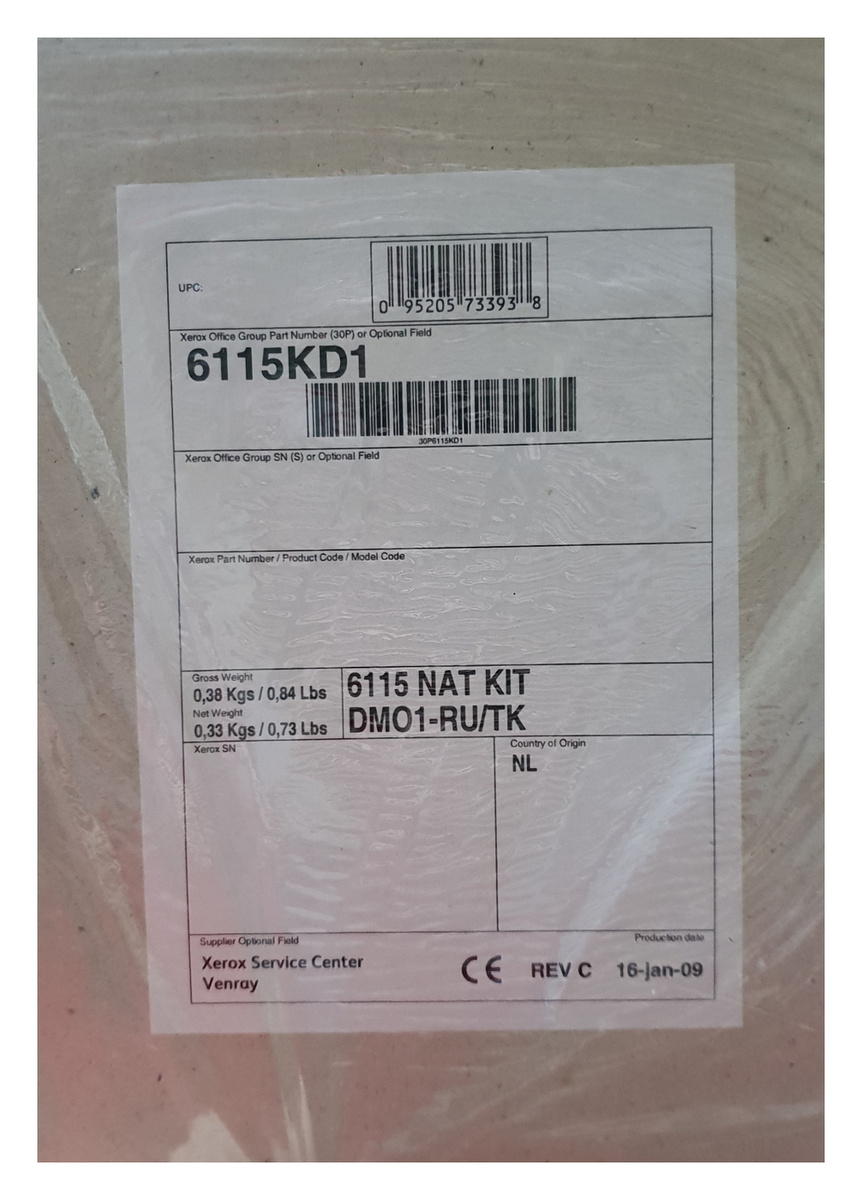 UPC:
0 95205 73393 8
Xerox Office Group Part Number (30P) or Optional Field
6115KD1
30P6115KD1
Xerox Office Group SN (S) or Optional Field
Xerox Part Number / Product Code / Model Code
Gross Weight
0,38 Kgs / 0,84 Lbs
Net Weight
0,33 Kgs / 0,73 Lbs
6115 NAT KIT
DMO1-RU/TK
Xerox SN
Country of Origin
NL
Supplier Optional Field
Xerox Service Center
Venray
CE REV C
Production date
16-jan-09